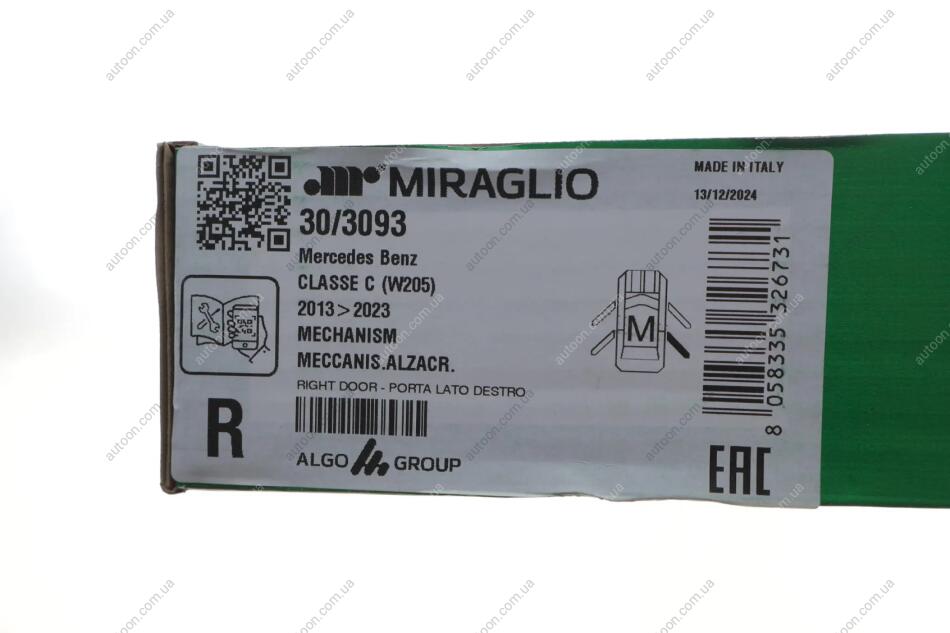 MIRAGLIO
30/3093
Mercedes Benz
CLASSE C (W205)
2013 > 2023
MECHANISM
MECCANIS.ALZACR.
RIGHT DOOR - PORTA LATO DESTRO
R
ALGO GROUP
MADE IN ITALY
13/12/2024
M
8 058335 326731
EAC
autoon.com.ua